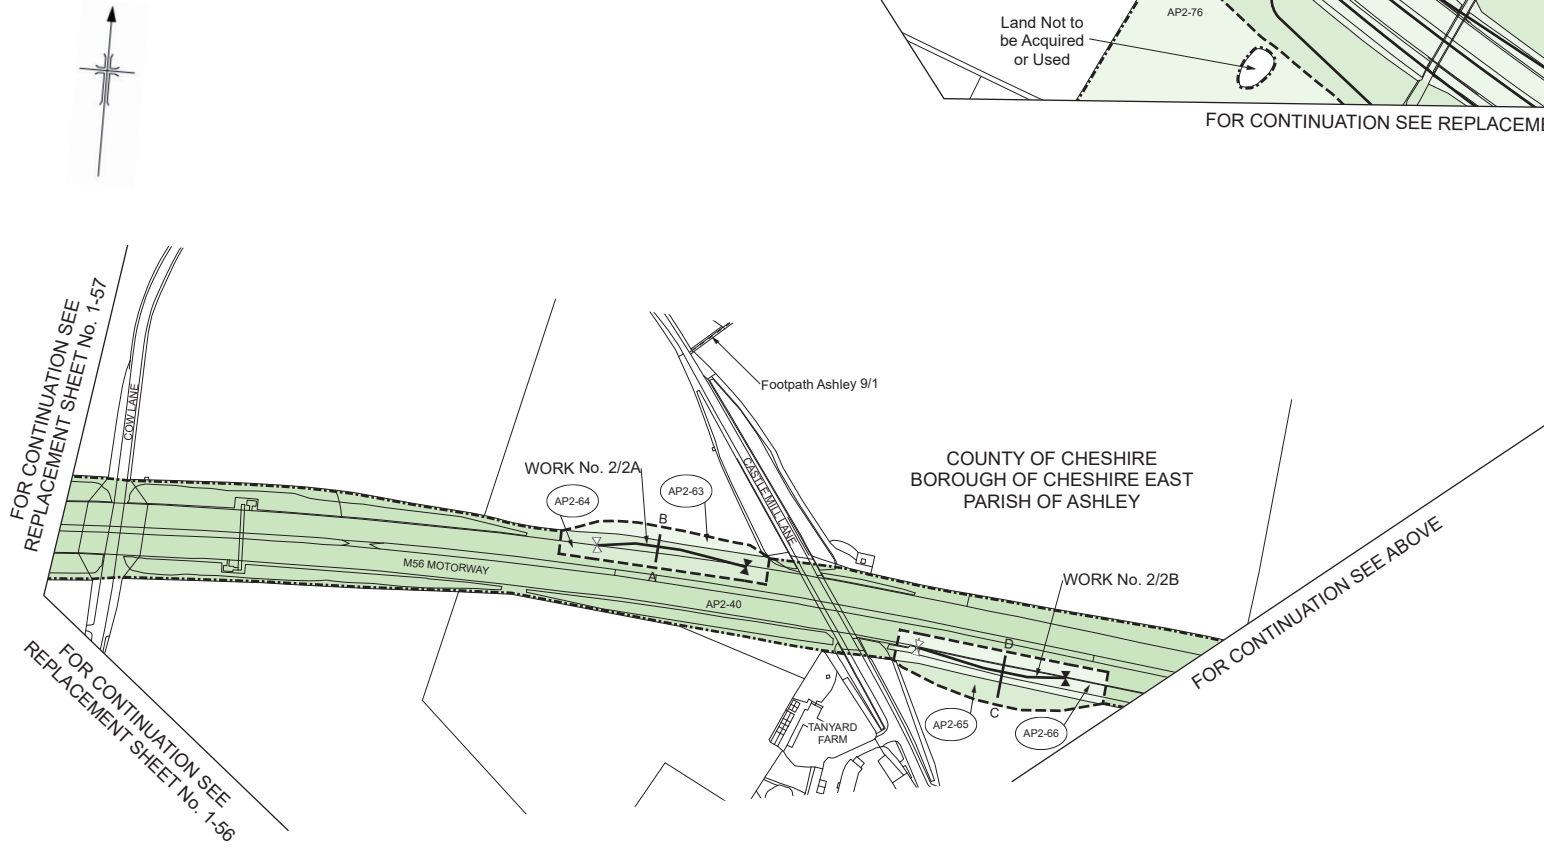 AP2-76
Land Not to
be Acquired
or Used
FOR CONTINUATION SEE REPLACEME
FOR CONTINUATION SEE
REPLACEMENT SHEET No. 1-57
COW LANE
Footpath Ashley 9/1
COUNTY OF CHESHIRE
BOROUGH OF CHESHIRE EAST
PARISH OF ASHLEY
WORK No. 2/2A
AP2-64
AP2-63
B
A
CASTLE MILL LANE
M56 MOTORWAY
AP2-40
WORK No. 2/2B
D
C
AP2-65
AP2-66
TANYARD
FARM
FOR CONTINUATION SEE ABOVE
FOR CONTINUATION SEE
REPLACEMENT SHEET No. 1-56